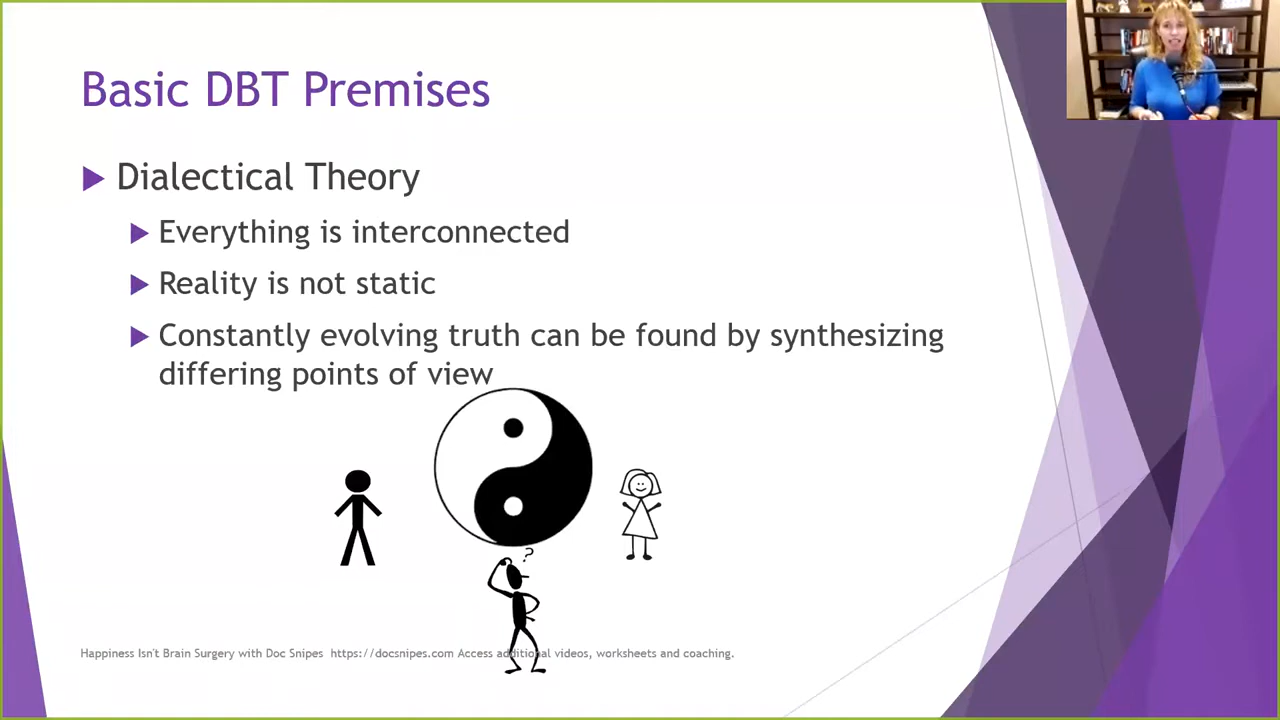 Basic DBT Premises
Dialectical Theory
Everything is interconnected
Reality is not static
Constantly evolving truth can be found by synthesizing
differing points of view
?
Happiness Isn't Brain Surgery with Doc Snipes https://docsnipes.com Access additional videos, worksheets and coaching.